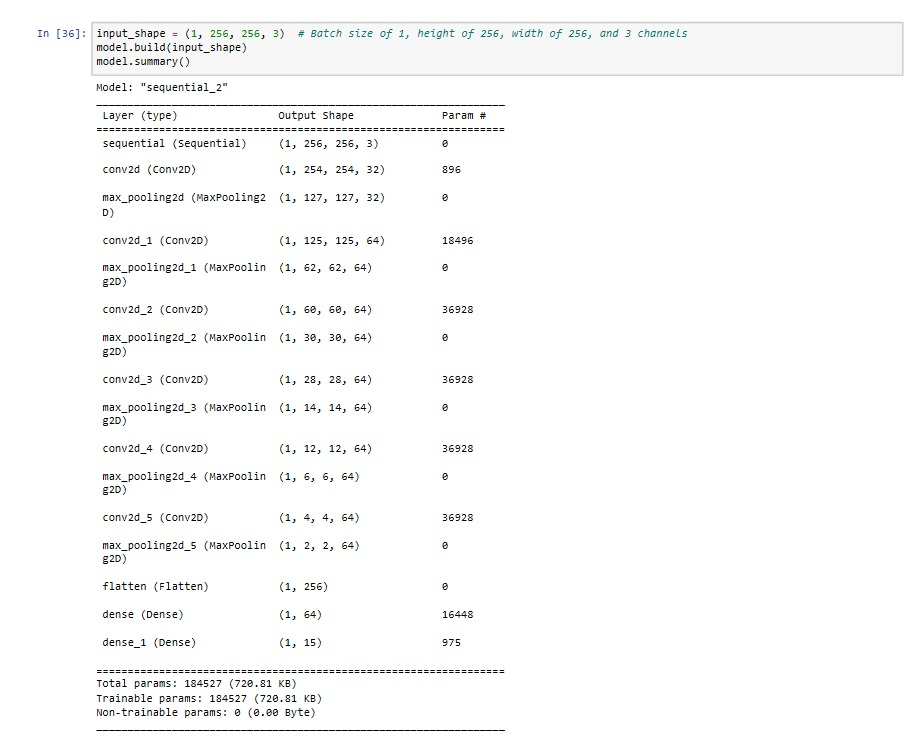 In [36]: input_shape = (1, 256, 256, 3)  # Batch size of 1, height of 256, width of 256, and 3 channels
model.build(input_shape)
model.summary()
Model: "sequential_2"
Layer (type) Output Shape Param #
=================================================================
sequential (Sequential) (1, 256, 256, 3) 0
conv2d (Conv2D) (1, 254, 254, 32) 896
max_pooling2d (MaxPooling2 (1, 127, 127, 32) 0
D)
conv2d_1 (Conv2D) (1, 125, 125, 64) 18496
max_pooling2d_1 (MaxPoolin (1, 62, 62, 64) 0
g2D)
conv2d_2 (Conv2D) (1, 60, 60, 64) 36928
max_pooling2d_2 (MaxPoolin (1, 30, 30, 64) 0
g2D)
conv2d_3 (Conv2D) (1, 28, 28, 64) 36928
max_pooling2d_3 (MaxPoolin (1, 14, 14, 64) 0
g2D)
conv2d_4 (Conv2D) (1, 12, 12, 64) 36928
max_pooling2d_4 (MaxPoolin (1, 6, 6, 64) 0
g2D)
conv2d_5 (Conv2D) (1, 4, 4, 64) 36928
max_pooling2d_5 (MaxPoolin (1, 2, 2, 64) 0
g2D)
flatten (Flatten) (1, 256) 0
dense (Dense) (1, 64) 16448
dense_1 (Dense) (1, 15) 975
=================================================================
Total params: 184527 (720.81 KB)
Trainable params: 184527 (720.81 KB)
Non-trainable params: 0 (0.00 Byte)